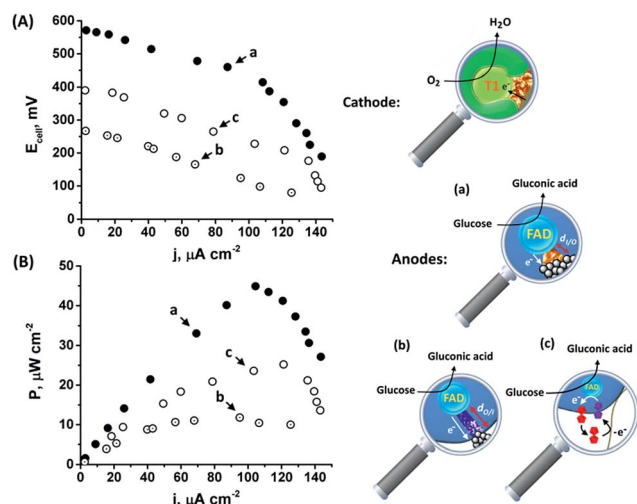 (A)
600
500
400
300
200
100
0
E_cell, mV
a
c
b
0 20 40 60 80 100 120 140
j, µA cm⁻²
(B)
50
40
30
20
10
0
P, µW cm⁻²
a
c
b
0 20 40 60 80 100 120 140
j, µA cm⁻²
H₂O
O₂
T1
e⁻
Cathode:
(a)
Gluconic acid
Glucose
FAD
d_I/O
e⁻
Anodes:
(b)
Gluconic acid
Glucose
FAD
d_O/I
e⁻
(c)
Gluconic acid
Glucose
FAD
e⁻
-e⁻